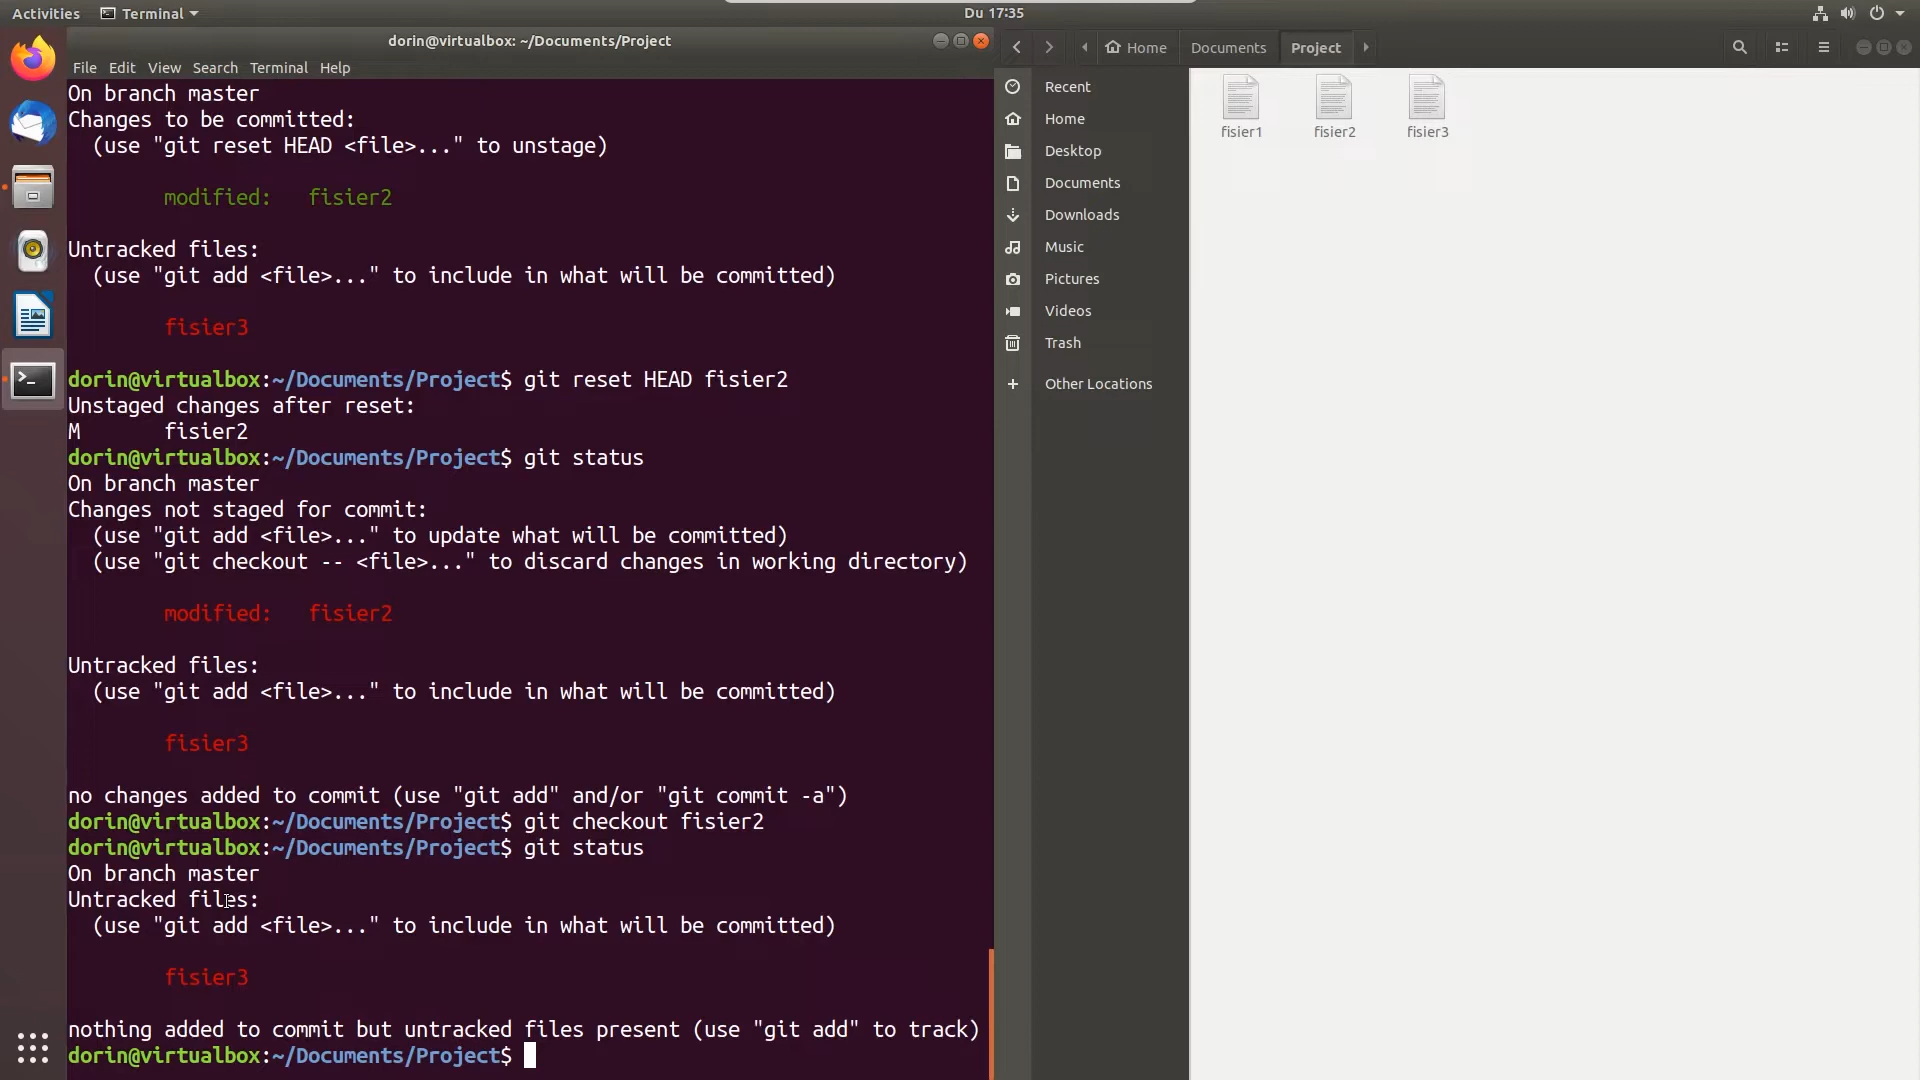 Activities
Terminal
Du 17:35
dorin@virtualbox: ~/Documents/Project
File Edit View Search Terminal Help
On branch master
Changes to be committed:
  (use "git reset HEAD <file>..." to unstage)
        modified:   fisier2
Untracked files:
  (use "git add <file>..." to include in what will be committed)
        fisier3
dorin@virtualbox:~/Documents/Project$ git reset HEAD fisier2
Unstaged changes after reset:
M       fisier2
dorin@virtualbox:~/Documents/Project$ git status
On branch master
Changes not staged for commit:
  (use "git add <file>..." to update what will be committed)
  (use "git checkout -- <file>..." to discard changes in working directory)
        modified:   fisier2
Untracked files:
  (use "git add <file>..." to include in what will be committed)
        fisier3
no changes added to commit (use "git add" and/or "git commit -a")
dorin@virtualbox:~/Documents/Project$ git checkout fisier2
dorin@virtualbox:~/Documents/Project$ git status
On branch master
Untracked files:
  (use "git add <file>..." to include in what will be committed)
        fisier3
nothing added to commit but untracked files present (use "git add" to track)
dorin@virtualbox:~/Documents/Project$
Home Documents Project
Recent
Home
Desktop
Documents
Downloads
Music
Pictures
Videos
Trash
Other Locations
fisier1 fisier2 fisier3